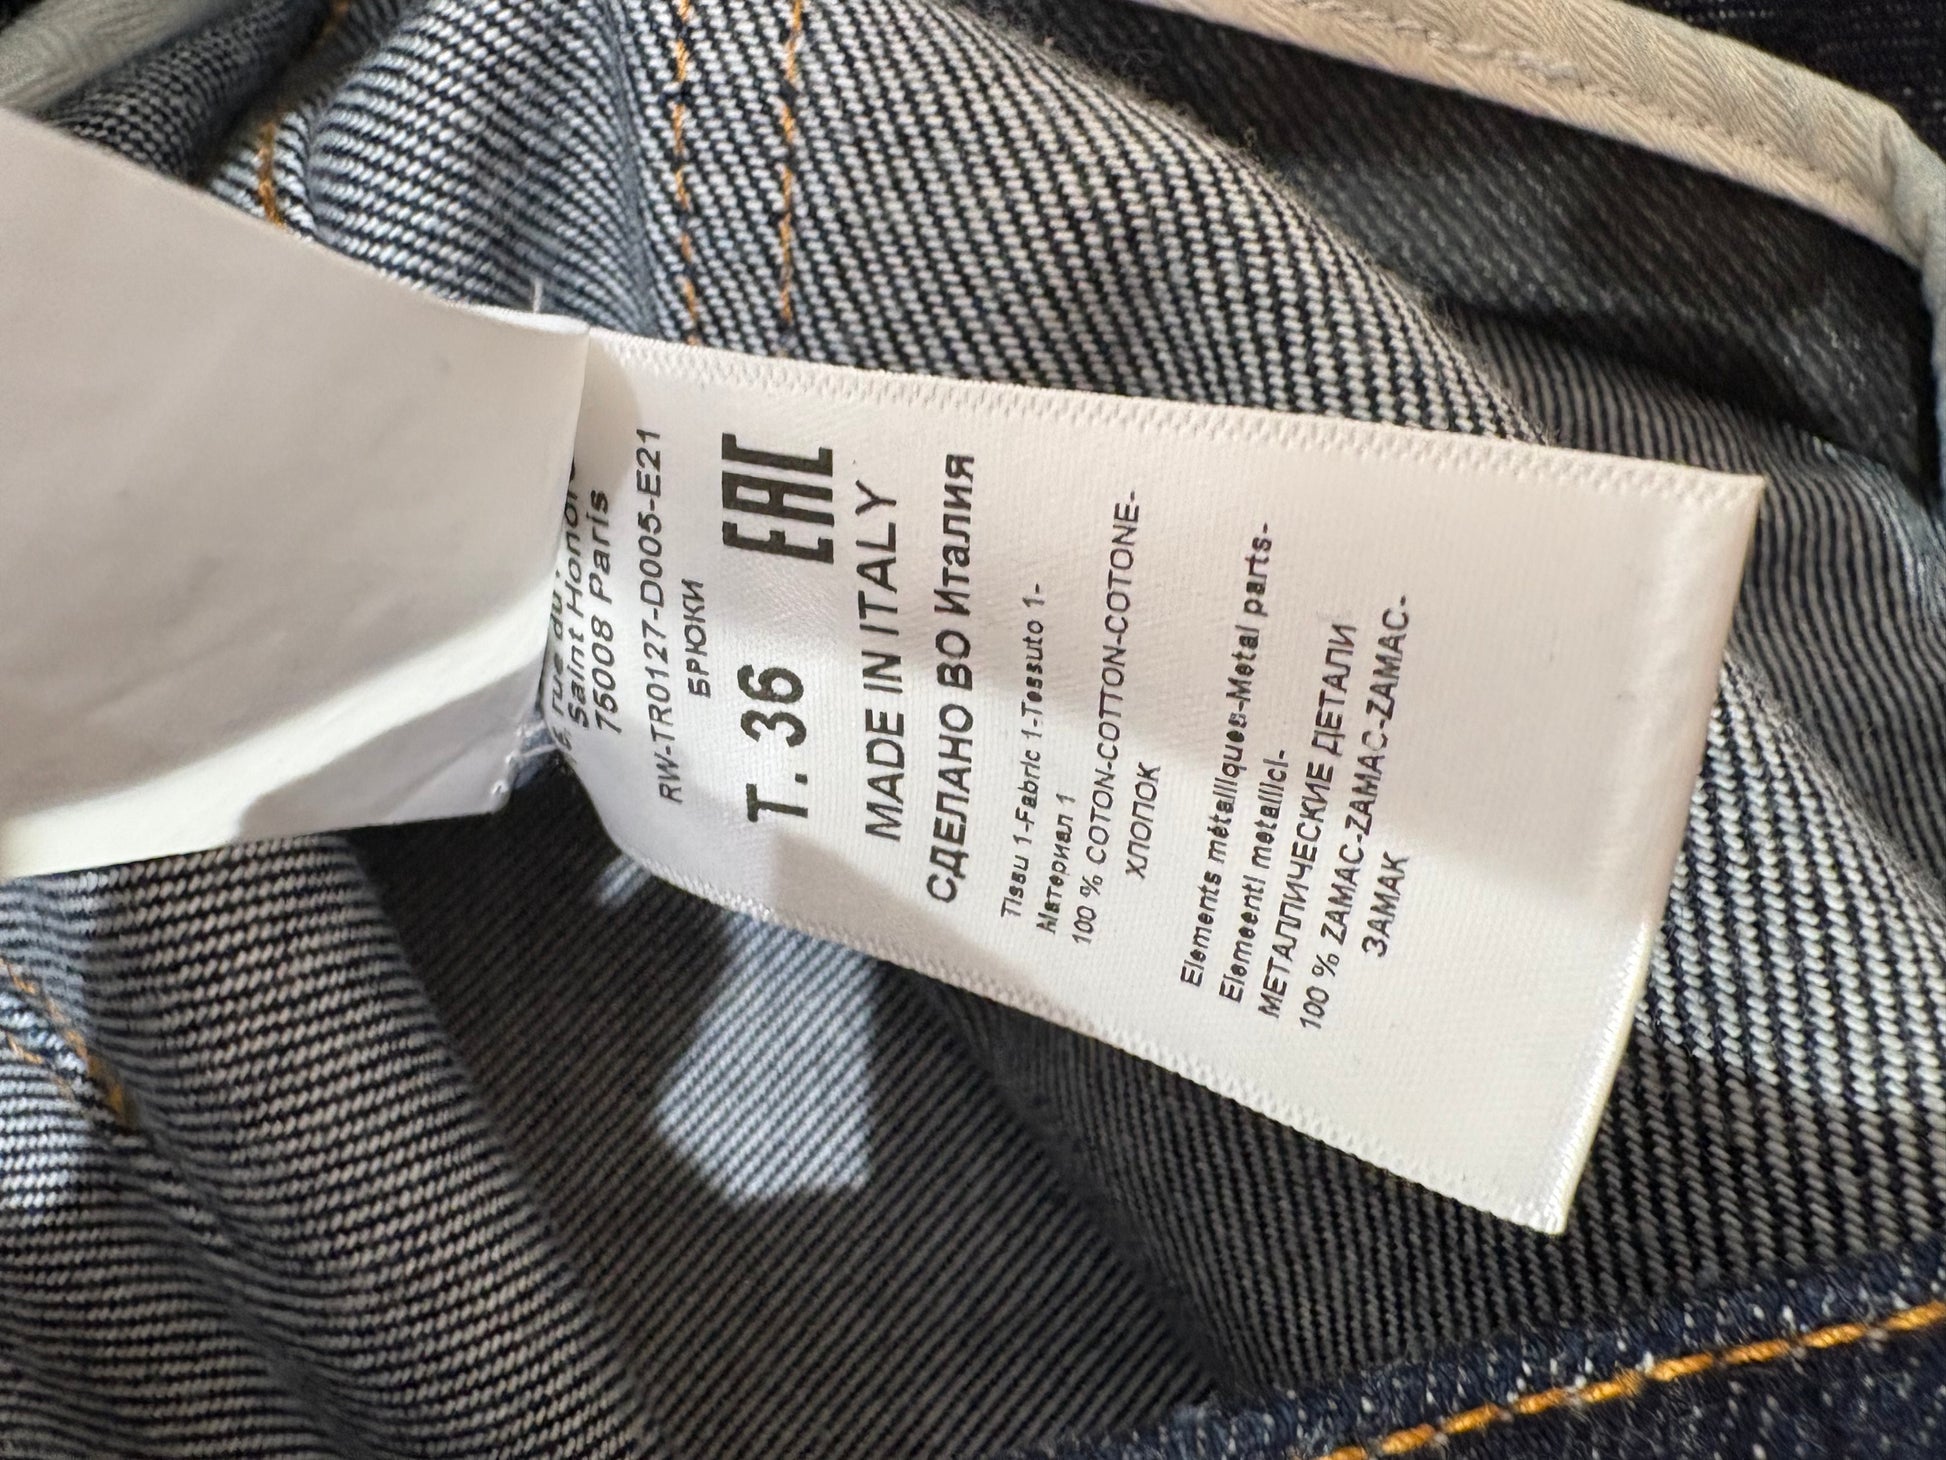 Saint Honoré
75008 Paris
RW-TR0127-D005-E21
БРЮКИ
T. 36 EAC
MADE IN ITALY
СДЕЛАНО ВО Италия
Tissu 1-Fabric 1-Tessuto 1-
Материал 1
100 % COTON-COTTON-COTONE-
ХЛОПОК
Elements métalliques-Metal parts-
Elementi metallici-
МЕТАЛЛИЧЕСКИЕ ДЕТАЛИ
100 % ZAMAC-ZAMAC-ZAMAC-
ЗАМАК